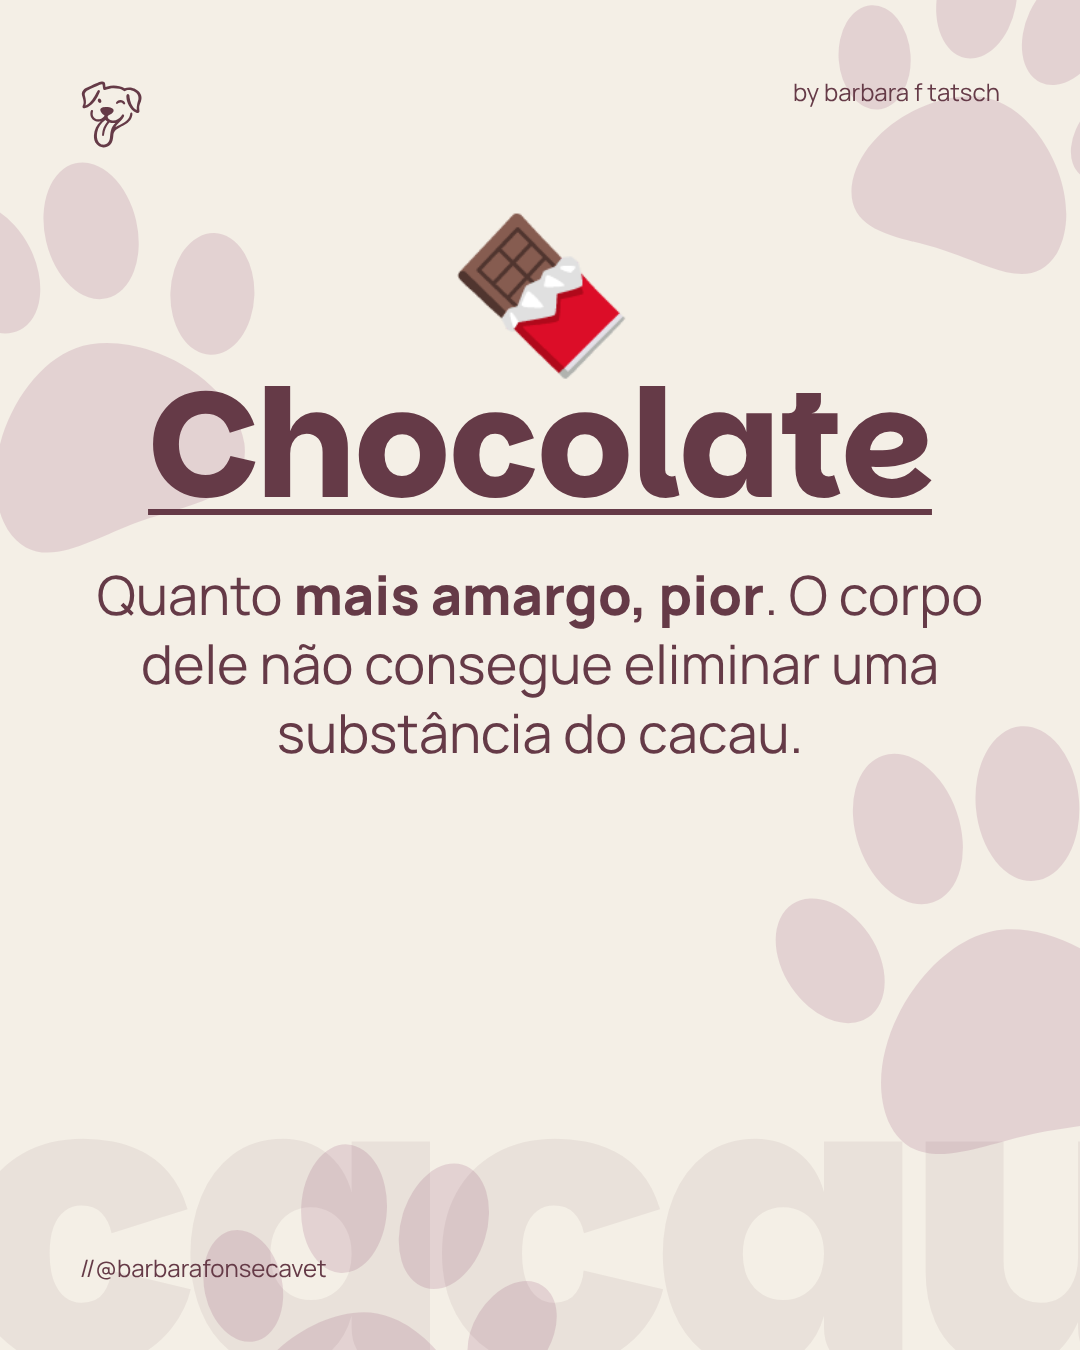 by barbara f tatsch
Chocolate
Quanto mais amargo, pior. O corpo
dele não consegue eliminar uma
substância do cacau.
cacau
//@barbarafonsecavet